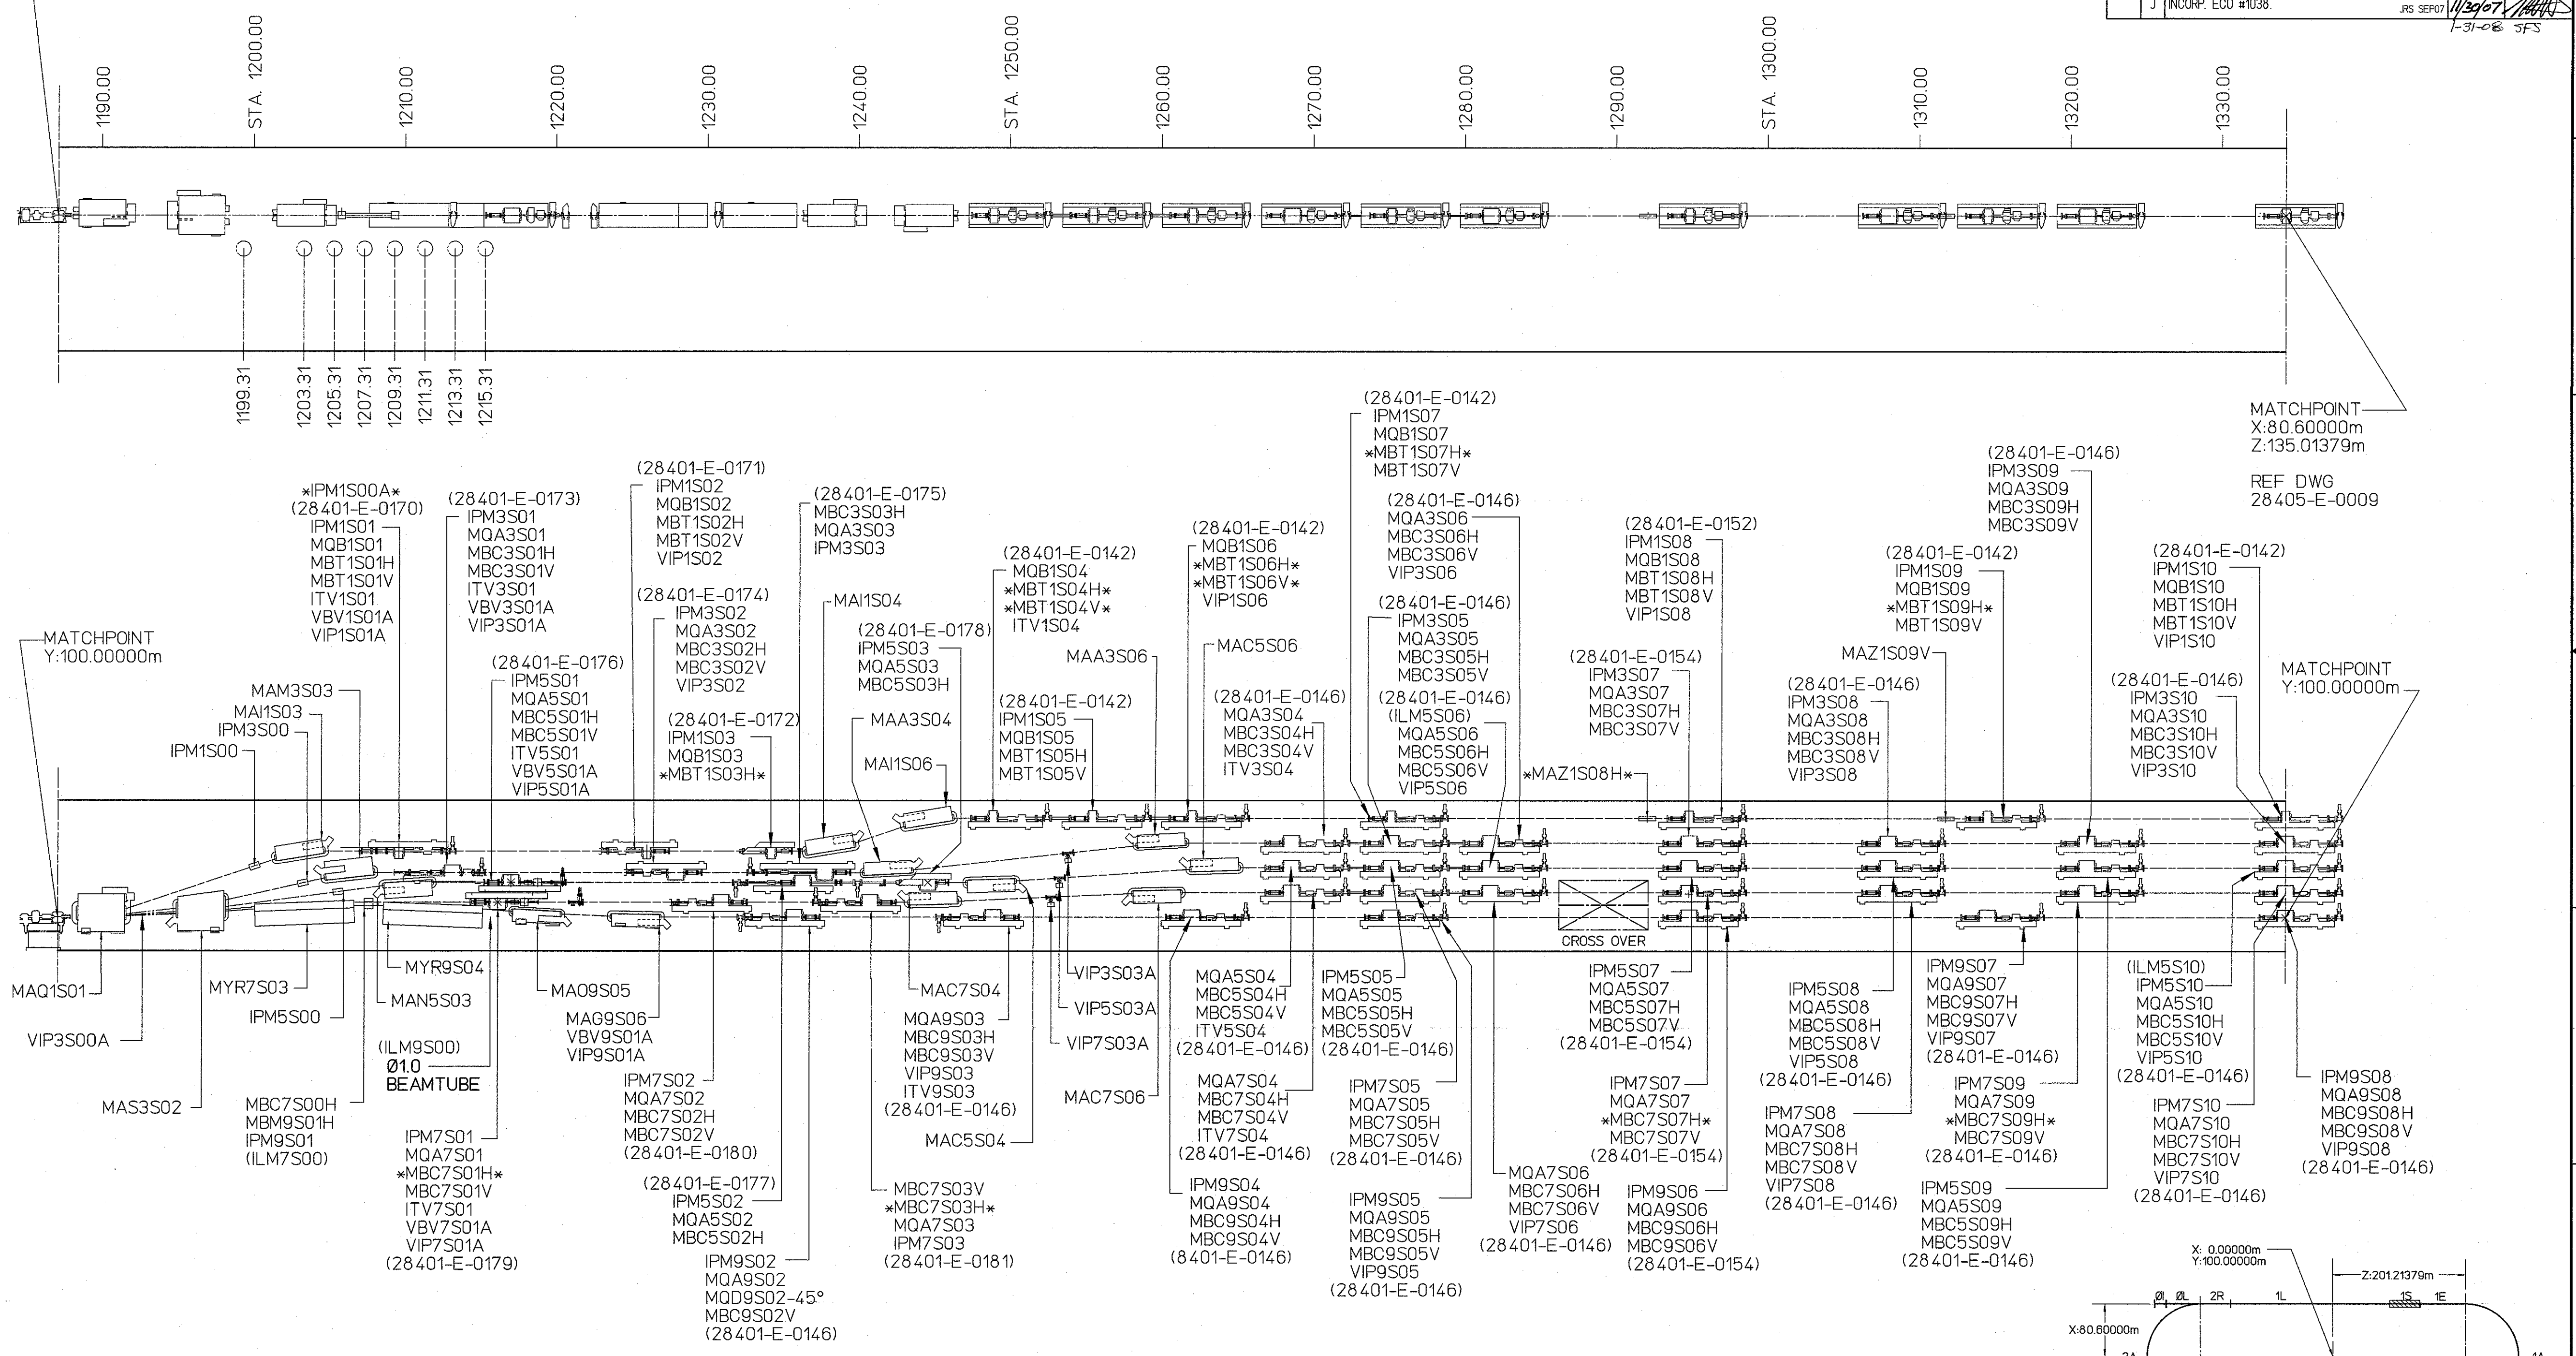 J INCORP. ECO #1038. JRS SEP07 11/30/07
1-31-08 SFS
1190.00
STA. 1200.00
1210.00
1220.00
1230.00
1240.00
STA. 1250.00
1260.00
1270.00
1280.00
1290.00
STA. 1300.00
1310.00
1320.00
1330.00
1199.31
1203.31
1205.31
1207.31
1209.31
1211.31
1213.31
1215.31
MATCHPOINT
X:80.60000m
Z:135.01379m
REF DWG
28405-E-0009
MATCHPOINT
Y:100.00000m
*IPM1S00A*
(28401-E-0170)
IPM1S01
MQB1S01
MBT1S01H
MBT1S01V
ITV1S01
VBV1S01A
VIP1S01A
MAM3S03
MAI1S03
IPM3S00
IPM1S00
(28401-E-0173)
IPM3S01
MQA3S01
MBC3S01H
MBC3S01V
ITV3S01
VBV3S01A
VIP3S01A
(28401-E-0176)
IPM5S01
MQA5S01
MBC5S01H
MBC5S01V
ITV5S01
VBV5S01A
VIP5S01A
(28401-E-0171)
IPM1S02
MQB1S02
MBT1S02H
MBT1S02V
VIP1S02
(28401-E-0174)
IPM3S02
MQA3S02
MBC3S02H
MBC3S02V
VIP3S02
(28401-E-0172)
IPM1S03
MQB1S03
*MBT1S03H*
(28401-E-0175)
MBC3S03H
MQA3S03
IPM3S03
MAI1S04
(28401-E-0178)
IPM5S03
MQA5S03
MBC5S03H
MAA3S04
MAI1S06
(28401-E-0142)
MQB1S04
*MBT1S04H*
*MBT1S04V*
ITV1S04
MAA3S06
(28401-E-0142)
IPM1S05
MQB1S05
MBT1S05H
MBT1S05V
(28401-E-0142)
MQB1S06
*MBT1S06H*
*MBT1S06V*
VIP1S06
MAC5S06
(28401-E-0146)
MQA3S04
MBC3S04H
MBC3S04V
ITV3S04
(28401-E-0142)
IPM1S07
MQB1S07
*MBT1S07H*
MBT1S07V
(28401-E-0146)
MQA3S06
MBC3S06H
MBC3S06V
VIP3S06
(28401-E-0146)
IPM3S05
MQA3S05
MBC3S05H
MBC3S05V
(28401-E-0146)
(ILM5S06)
MQA5S06
MBC5S06H
MBC5S06V
VIP5S06
*MAZ1S08H*
(28401-E-0152)
IPM1S08
MQB1S08
MBT1S08H
MBT1S08V
VIP1S08
(28401-E-0154)
IPM3S07
MQA3S07
MBC3S07H
MBC3S07V
(28401-E-0146)
IPM3S09
MQA3S09
MBC3S09H
MBC3S09V
(28401-E-0142)
IPM1S09
MQB1S09
*MBT1S09H*
MBT1S09V
MAZ1S09V
(28401-E-0146)
IPM3S08
MQA3S08
MBC3S08H
MBC3S08V
VIP3S08
(28401-E-0142)
IPM1S10
MQB1S10
MBT1S10H
MBT1S10V
VIP1S10
(28401-E-0146)
IPM3S10
MQA3S10
MBC3S10H
MBC3S10V
VIP3S10
MATCHPOINT
Y:100.00000m
CROSS OVER
MAQ1S01
VIP3S00A
MAS3S02
MYR7S03
IPM5S00
MBC7S00H
MBM9S01H
IPM9S01
(ILM7S00)
MYR9S04
MAN5S03
(ILM9S00)
Ø1.0
BEAMTUBE
IPM7S01
MQA7S01
*MBC7S01H*
MBC7S01V
ITV7S01
VBV7S01A
VIP7S01A
(28401-E-0179)
MAO9S05
MAG9S06
VBV9S01A
VIP9S01A
IPM7S02
MQA7S02
MBC7S02H
MBC7S02V
(28401-E-0180)
(28401-E-0177)
IPM5S02
MQA5S02
MBC5S02H
IPM9S02
MQA9S02
MQD9S02-45°
MBC9S02V
(28401-E-0146)
MAC7S04
MQA9S03
MBC9S03H
MBC9S03V
VIP9S03
ITV9S03
(28401-E-0146)
MAC5S04
MBC7S03V
*MBC7S03H*
MQA7S03
IPM7S03
(28401-E-0181)
VIP3S03A
VIP5S03A
VIP7S03A
MAC7S06
MQA5S04
MBC5S04H
MBC5S04V
ITV5S04
(28401-E-0146)
MQA7S04
MBC7S04H
MBC7S04V
ITV7S04
(28401-E-0146)
IPM9S04
MQA9S04
MBC9S04H
MBC9S04V
(8401-E-0146)
IPM5S05
MQA5S05
MBC5S05H
MBC5S05V
(28401-E-0146)
IPM7S05
MQA7S05
MBC7S05H
MBC7S05V
(28401-E-0146)
IPM9S05
MQA9S05
MBC9S05H
MBC9S05V
VIP9S05
(28401-E-0146)
MQA7S06
MBC7S06H
MBC7S06V
VIP7S06
(28401-E-0146)
IPM5S07
MQA5S07
MBC5S07H
MBC5S07V
(28401-E-0154)
IPM7S07
MQA7S07
*MBC7S07H*
MBC7S07V
(28401-E-0154)
IPM9S06
MQA9S06
MBC9S06H
MBC9S06V
(28401-E-0154)
IPM5S08
MQA5S08
MBC5S08H
MBC5S08V
VIP5S08
(28401-E-0146)
IPM7S08
MQA7S08
MBC7S08H
MBC7S08V
VIP7S08
(28401-E-0146)
IPM9S07
MQA9S07
MBC9S07H
MBC9S07V
VIP9S07
(28401-E-0146)
IPM7S09
MQA7S09
*MBC7S09H*
MBC7S09V
(28401-E-0146)
IPM5S09
MQA5S09
MBC5S09H
MBC5S09V
(28401-E-0146)
(ILM5S10)
IPM5S10
MQA5S10
MBC5S10H
MBC5S10V
VIP5S10
(28401-E-0146)
IPM7S10
MQA7S10
MBC7S10H
MBC7S10V
VIP7S10
(28401-E-0146)
IPM9S08
MQA9S08
MBC9S08H
MBC9S08V
VIP9S08
(28401-E-0146)
X: 0.00000m
Y:100.00000m
Z:201.21379m
ØI ØL 2R 1L 1S 1E
X:80.60000m